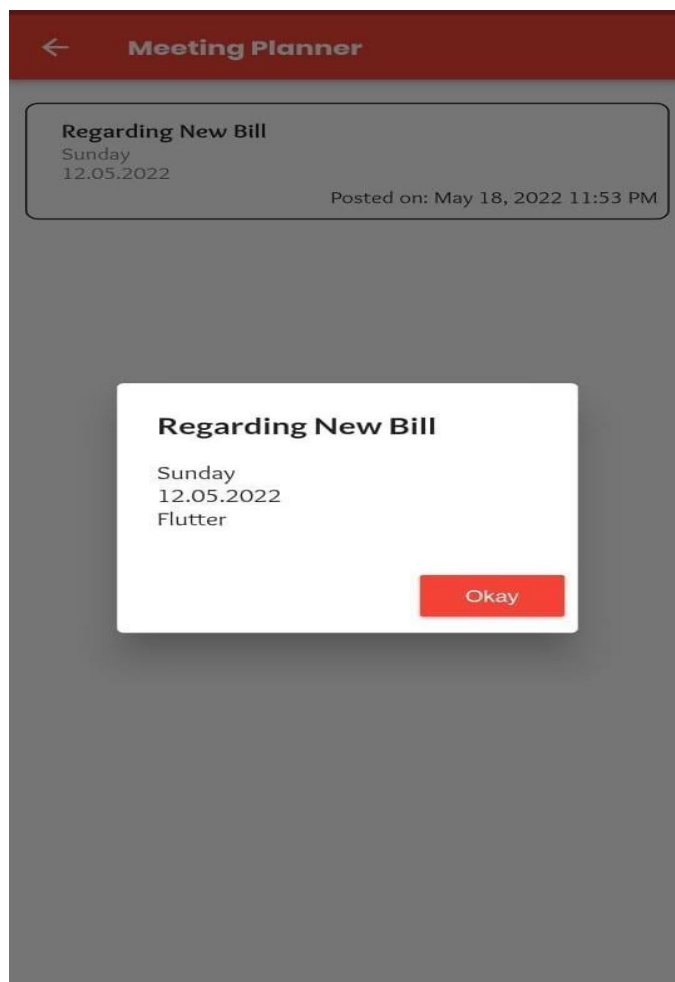 Meeting Planner
Regarding New Bill
Sunday
12.05.2022
Posted on: May 18, 2022 11:53 PM
Regarding New Bill
Sunday
12.05.2022
Flutter
Okay